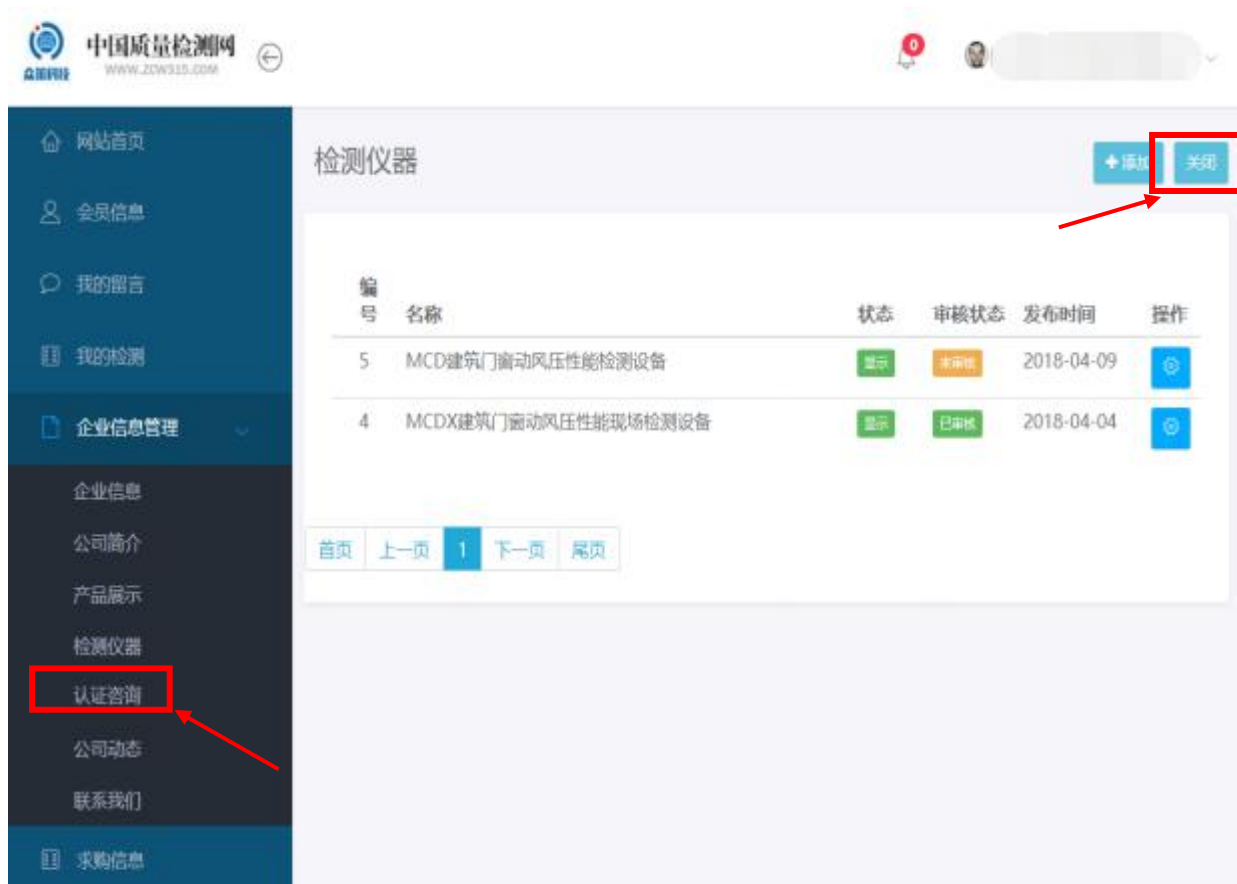 中国质量检测网
WWW.ZCW315.COM
0
网站首页
会员信息
我的留言
我的检测
企业信息管理
企业信息
公司简介
产品展示
检测仪器
认证咨询
公司动态
联系我们
求购信息
检测仪器
+添加 关闭
编号 名称 状态 审核状态 发布时间 操作
5 MCD建筑门窗动风压性能检测设备 显示 未审核 2018-04-09
4 MCDX建筑门窗动风压性能现场检测设备 显示 已审核 2018-04-04
首页 上一页 1 下一页 尾页